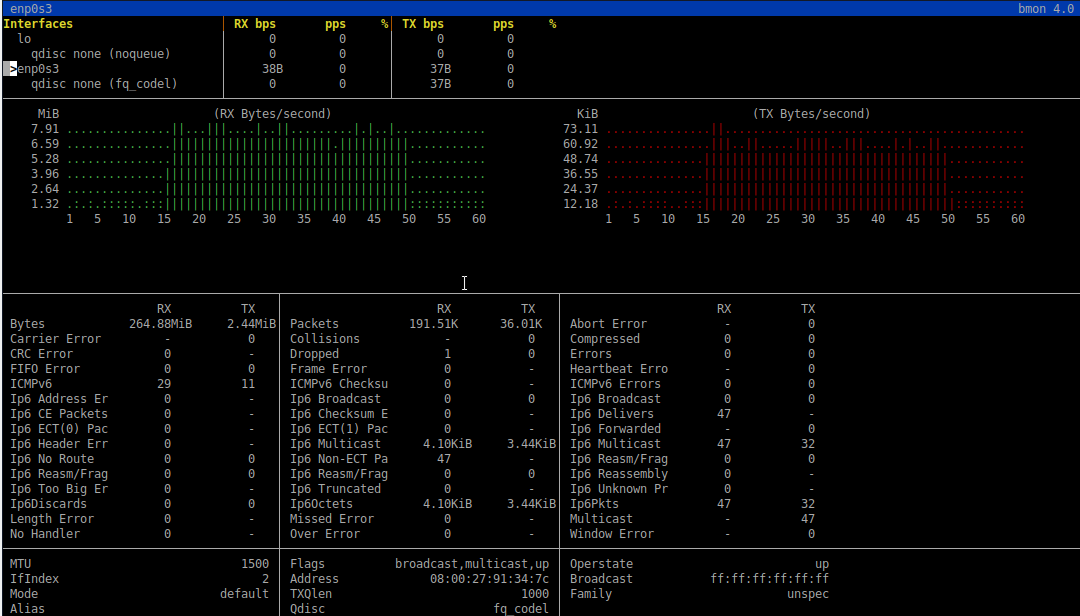 enp0s3 bmon 4.0
Interfaces RX bps pps % TX bps pps %
lo 0 0 0 0
qdisc none (noqueue) 0 0 0 0
>enp0s3 38B 0 37B 0
qdisc none (fq_codel) 0 0 37B 0
MiB (RX Bytes/second) KiB (TX Bytes/second)
7.91 73.11
6.59 60.92
5.28 48.74
3.96 36.55
2.64 24.37
1.32 12.18
1 5 10 15 20 25 30 35 40 45 50 55 60 1 5 10 15 20 25 30 35 40 45 50 55 60
RX TX RX TX RX TX
Bytes 264.88MiB 2.44MiB Packets 191.51K 36.01K Abort Error - 0
Carrier Error - 0 Collisions - 0 Compressed 0 0
CRC Error 0 - Dropped 1 0 Errors 0 0
FIFO Error 0 0 Frame Error 0 - Heartbeat Erro - 0
ICMPv6 29 11 ICMPv6 Checksu 0 - ICMPv6 Errors 0 0
Ip6 Address Er 0 - Ip6 Broadcast 0 0 Ip6 Broadcast 0 0
Ip6 CE Packets 0 - Ip6 Checksum E 0 - Ip6 Delivers 47 -
Ip6 ECT(0) Pac 0 - Ip6 ECT(1) Pac 0 - Ip6 Forwarded - 0
Ip6 Header Err 0 - Ip6 Multicast 4.10KiB 3.44KiB Ip6 Multicast 47 32
Ip6 No Route 0 0 Ip6 Non-ECT Pa 47 - Ip6 Reasm/Frag 0 0
Ip6 Reasm/Frag 0 0 Ip6 Reasm/Frag 0 0 Ip6 Reassembly 0 -
Ip6 Too Big Er 0 - Ip6 Truncated 0 - Ip6 Unknown Pr 0 -
Ip6Discards 0 0 Ip6Octets 4.10KiB 3.44KiB Ip6Pkts 47 32
Length Error 0 - Missed Error 0 - Multicast - 47
No Handler 0 - Over Error 0 - Window Error - 0
MTU 1500 Flags broadcast,multicast,up Operstate up
IfIndex 2 Address 08:00:27:91:34:7c Broadcast ff:ff:ff:ff:ff:ff
Mode default TXQlen 1000 Family unspec
Alias Qdisc fq_codel